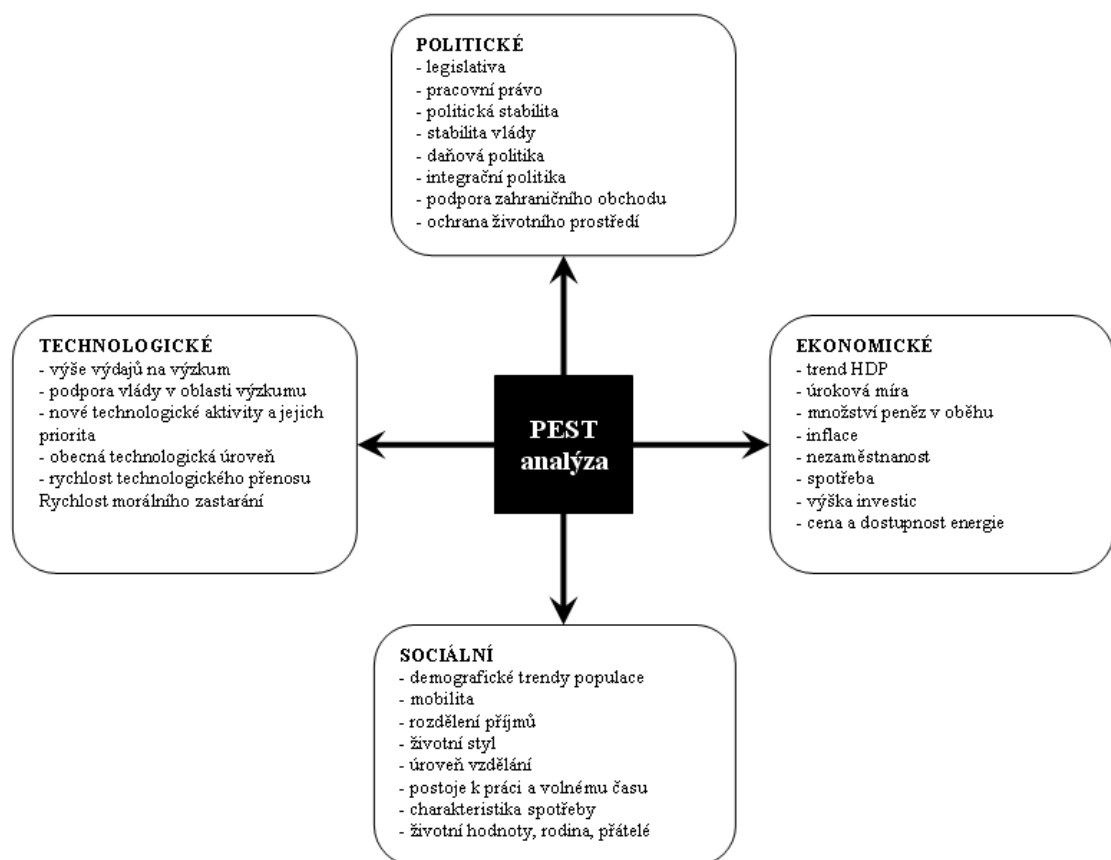 POLITICKÉ
- legislativa
- pracovní právo
- politická stabilita
- stabilita vlády
- daňová politika
- integrační politika
- podpora zahraničního obchodu
- ochrana životního prostředí
TECHNOLOGICKÉ
- výše výdajů na výzkum
- podpora vlády v oblasti výzkumu
- nové technologické aktivity a jejich
priorita
- obecná technologická úroveň
- rychlost technologického přenosu
Rychlost morálního zastarání
PEST
analýza
EKONOMICKÉ
- trend HDP
- úroková míra
- množství peněz v oběhu
- inflace
- nezaměstnanost
- spotřeba
- výška investic
- cena a dostupnost energie
SOCIÁLNÍ
- demografické trendy populace
- mobilita
- rozdělení příjmů
- životní styl
- úroveň vzdělání
- postoje k práci a volnému času
- charakteristika spotřeby
- životní hodnoty, rodina, přátelé